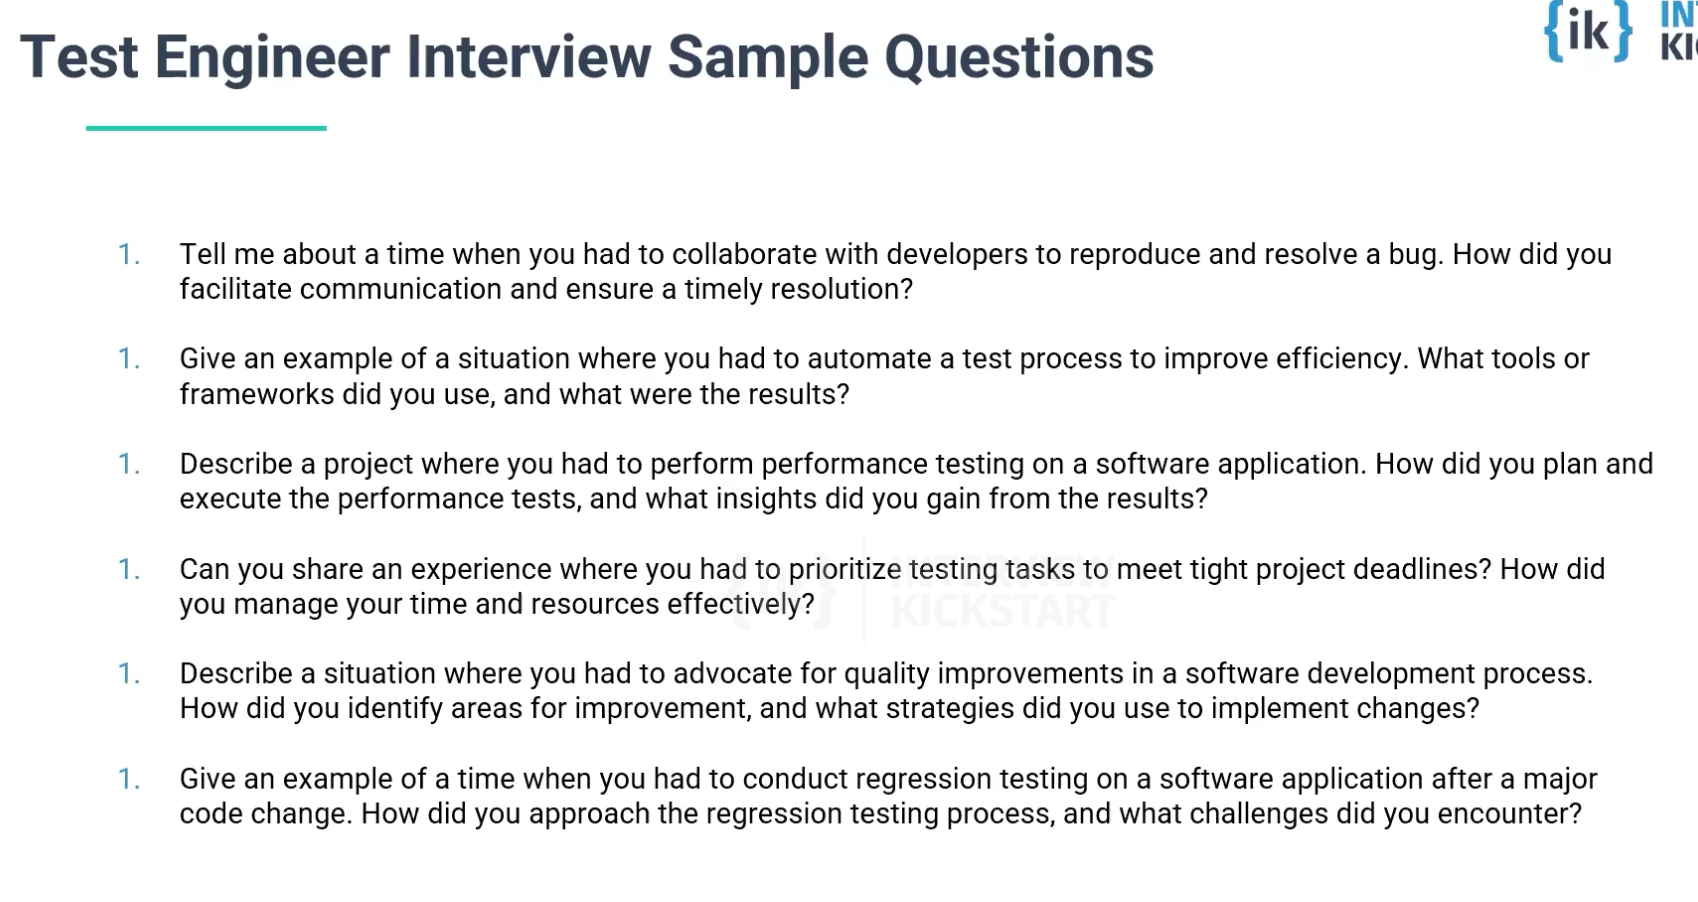 Test Engineer Interview Sample Questions
{ik}
IN
KI
1. Tell me about a time when you had to collaborate with developers to reproduce and resolve a bug. How did you
facilitate communication and ensure a timely resolution?
1. Give an example of a situation where you had to automate a test process to improve efficiency. What tools or
frameworks did you use, and what were the results?
1. Describe a project where you had to perform performance testing on a software application. How did you plan and
execute the performance tests, and what insights did you gain from the results?
1. Can you share an experience where you had to prioritize testing tasks to meet tight project deadlines? How did
you manage your time and resources effectively?
INTERVIEW
KICKSTART
1. Describe a situation where you had to advocate for quality improvements in a software development process.
How did you identify areas for improvement, and what strategies did you use to implement changes?
1. Give an example of a time when you had to conduct regression testing on a software application after a major
code change. How did you approach the regression testing process, and what challenges did you encounter?